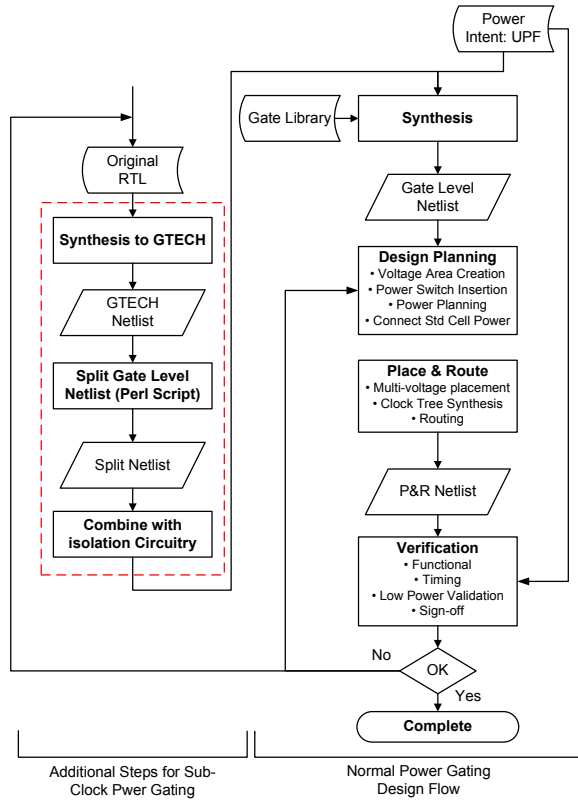 Power
Intent: UPF
Gate Library
Synthesis
Original
RTL
Gate Level
Netlist
Synthesis to GTECH
Design Planning
• Voltage Area Creation
• Power Switch Insertion
• Power Planning
• Connect Std Cell Power
GTECH
Netlist
Split Gate Level
Netlist (Perl Script)
Place & Route
• Multi-voltage placement
• Clock Tree Synthesis
• Routing
Split Netlist
P&R Netlist
Combine with
isolation Circuitry
Verification
• Functional
• Timing
• Low Power Validation
• Sign-off
No
OK
Yes
Complete
Additional Steps for Sub-
Clock Pwer Gating
Normal Power Gating
Design Flow